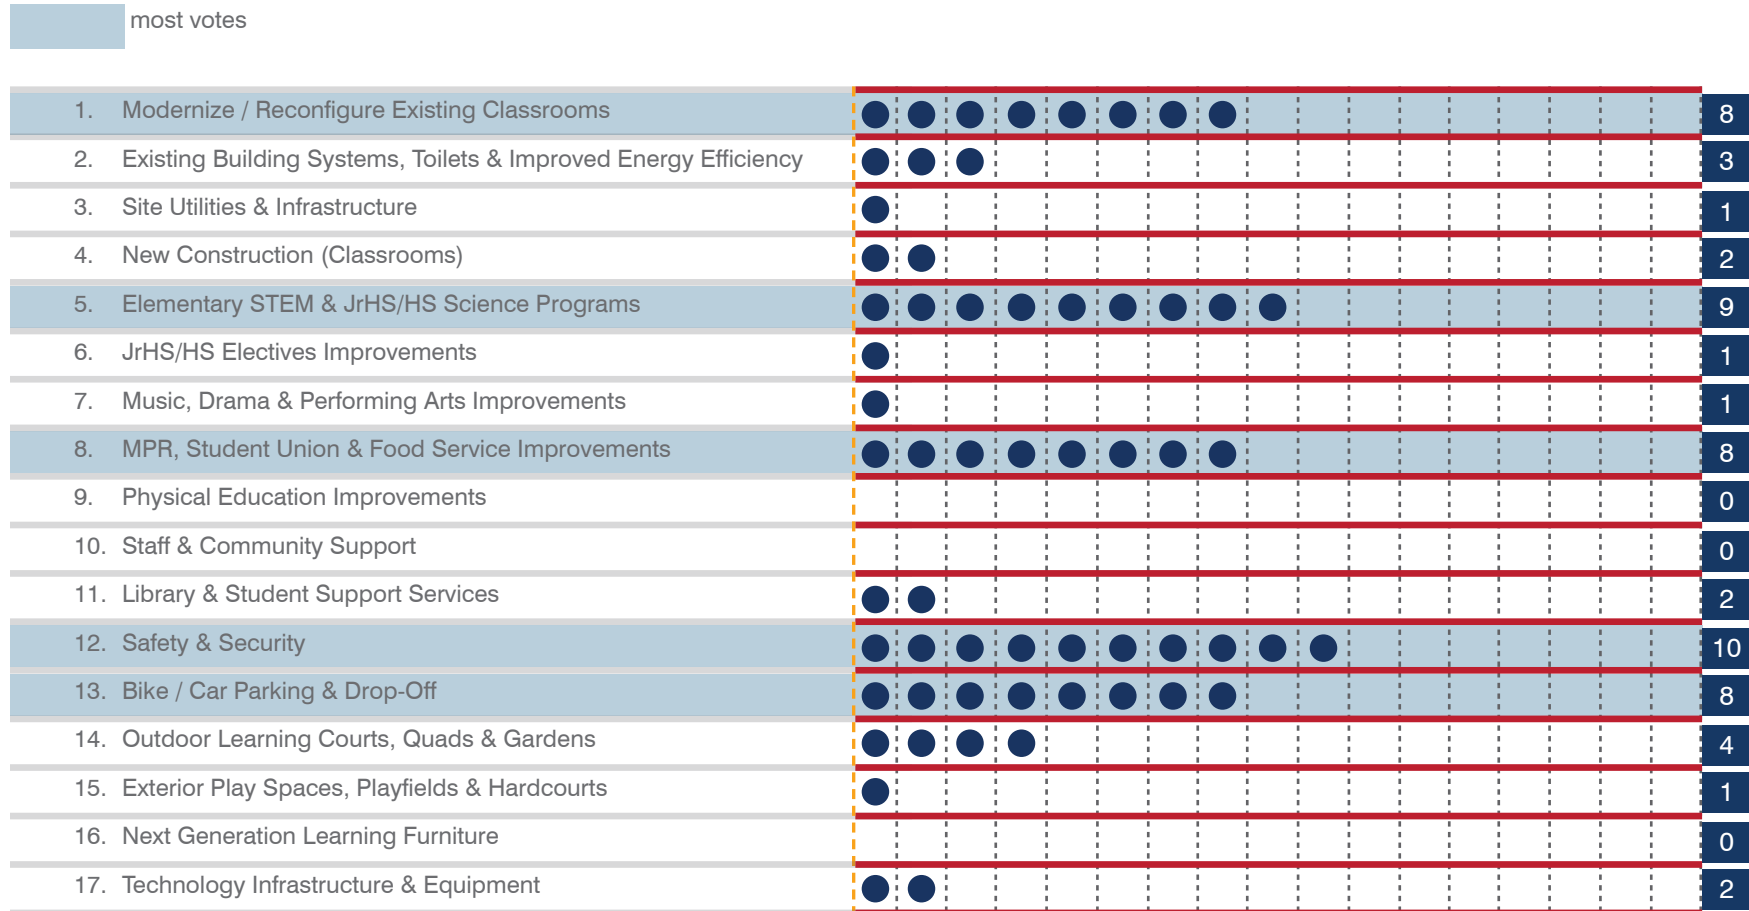 most votes
1. Modernize / Reconfigure Existing Classrooms 8
2. Existing Building Systems, Toilets & Improved Energy Efficiency 3
3. Site Utilities & Infrastructure 1
4. New Construction (Classrooms) 2
5. Elementary STEM & JrHS/HS Science Programs 9
6. JrHS/HS Electives Improvements 1
7. Music, Drama & Performing Arts Improvements 1
8. MPR, Student Union & Food Service Improvements 8
9. Physical Education Improvements 0
10. Staff & Community Support 0
11. Library & Student Support Services 2
12. Safety & Security 10
13. Bike / Car Parking & Drop-Off 8
14. Outdoor Learning Courts, Quads & Gardens 4
15. Exterior Play Spaces, Playfields & Hardcourts 1
16. Next Generation Learning Furniture 0
17. Technology Infrastructure & Equipment 2